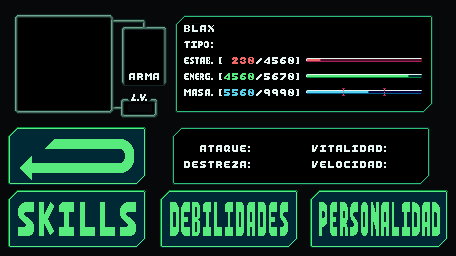 BLAX
TIPO:
ESTAB. [ 230/4560]
ENERG. [4560/5670]
MASA. [5560/9990]
ARMA
L.V.
ATAQUE: VITALIDAD:
DESTREZA: VELOCIDAD:
SKILLS DEBILIDADES PERSONALIDAD